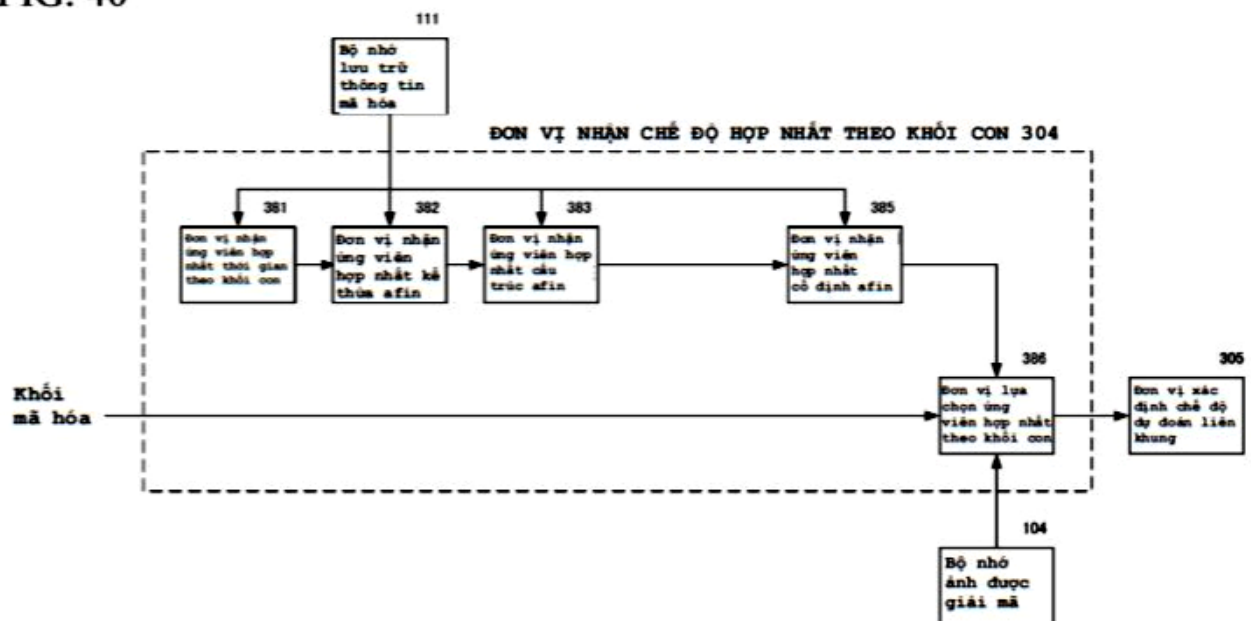 FIG. 40
111
Bộ nhớ
lưu trữ
thông tin
mã hóa
ĐƠN VỊ NHẬN CHẾ ĐỘ HỢP NHẤT THEO KHỐI CON 304
381
Đơn vị nhận
ứng viên hợp
nhất thời gian
theo khối con
382
Đơn vị nhận
ứng viên
hợp nhất kế
thừa afin
383
Đơn vị nhận
ứng viên hợp
nhất cấu
trúc afin
385
Đơn vị nhận
ứng viên
hợp nhất
cố định afin
Khối
mã hóa
386
Đơn vị lựa
chọn ứng
viên hợp nhất
theo khối con
305
Đơn vị xác
định chế độ
dự đoán liên
khung
104
Bộ nhớ
ảnh được
giải mã